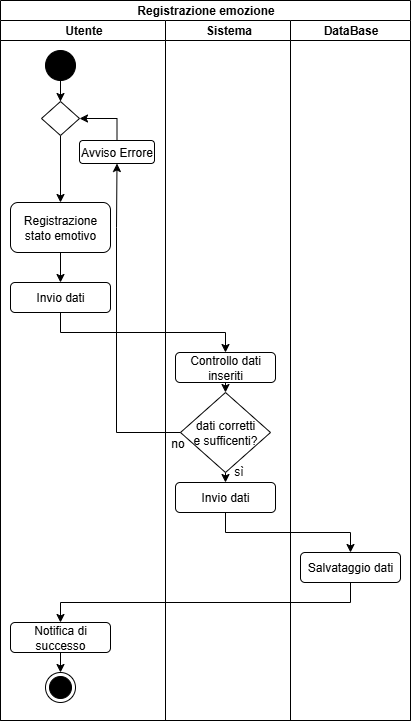 Registrazione emozione
Utente
Sistema
DataBase
Avviso Errore
Registrazione
stato emotivo
Invio dati
Controllo dati
inseriti
dati corretti
e sufficenti?
no
sì
Invio dati
Salvataggio dati
Notifica di
successo